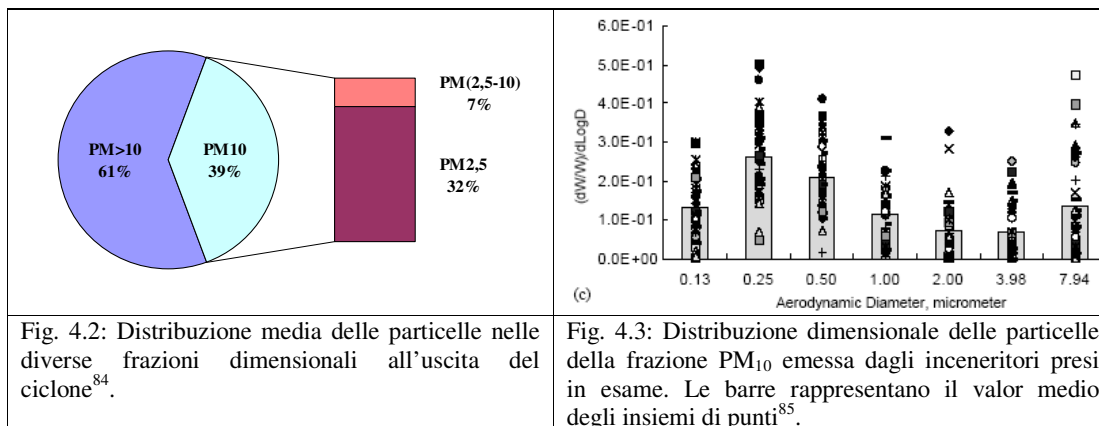 PM>10
61%
PM10
39%
PM(2,5-10)
7%
PM2,5
32%
Fig. 4.2: Distribuzione media delle particelle nelle
diverse frazioni dimensionali all'uscita del
ciclone84.
(dW/W)/dLogD
6.0E-01
5.0E-01
4.0E-01
3.0E-01
2.0E-01
1.0E-01
0.0E+00
0.13 0.25 0.50 1.00 2.00 3.98 7.94
(c)
Aerodynamic Diameter, micrometer
Fig. 4.3: Distribuzione dimensionale delle particelle
della frazione PM10 emessa dagli inceneritori presi
in esame. Le barre rappresentano il valor medio
degli insiemi di punti85.